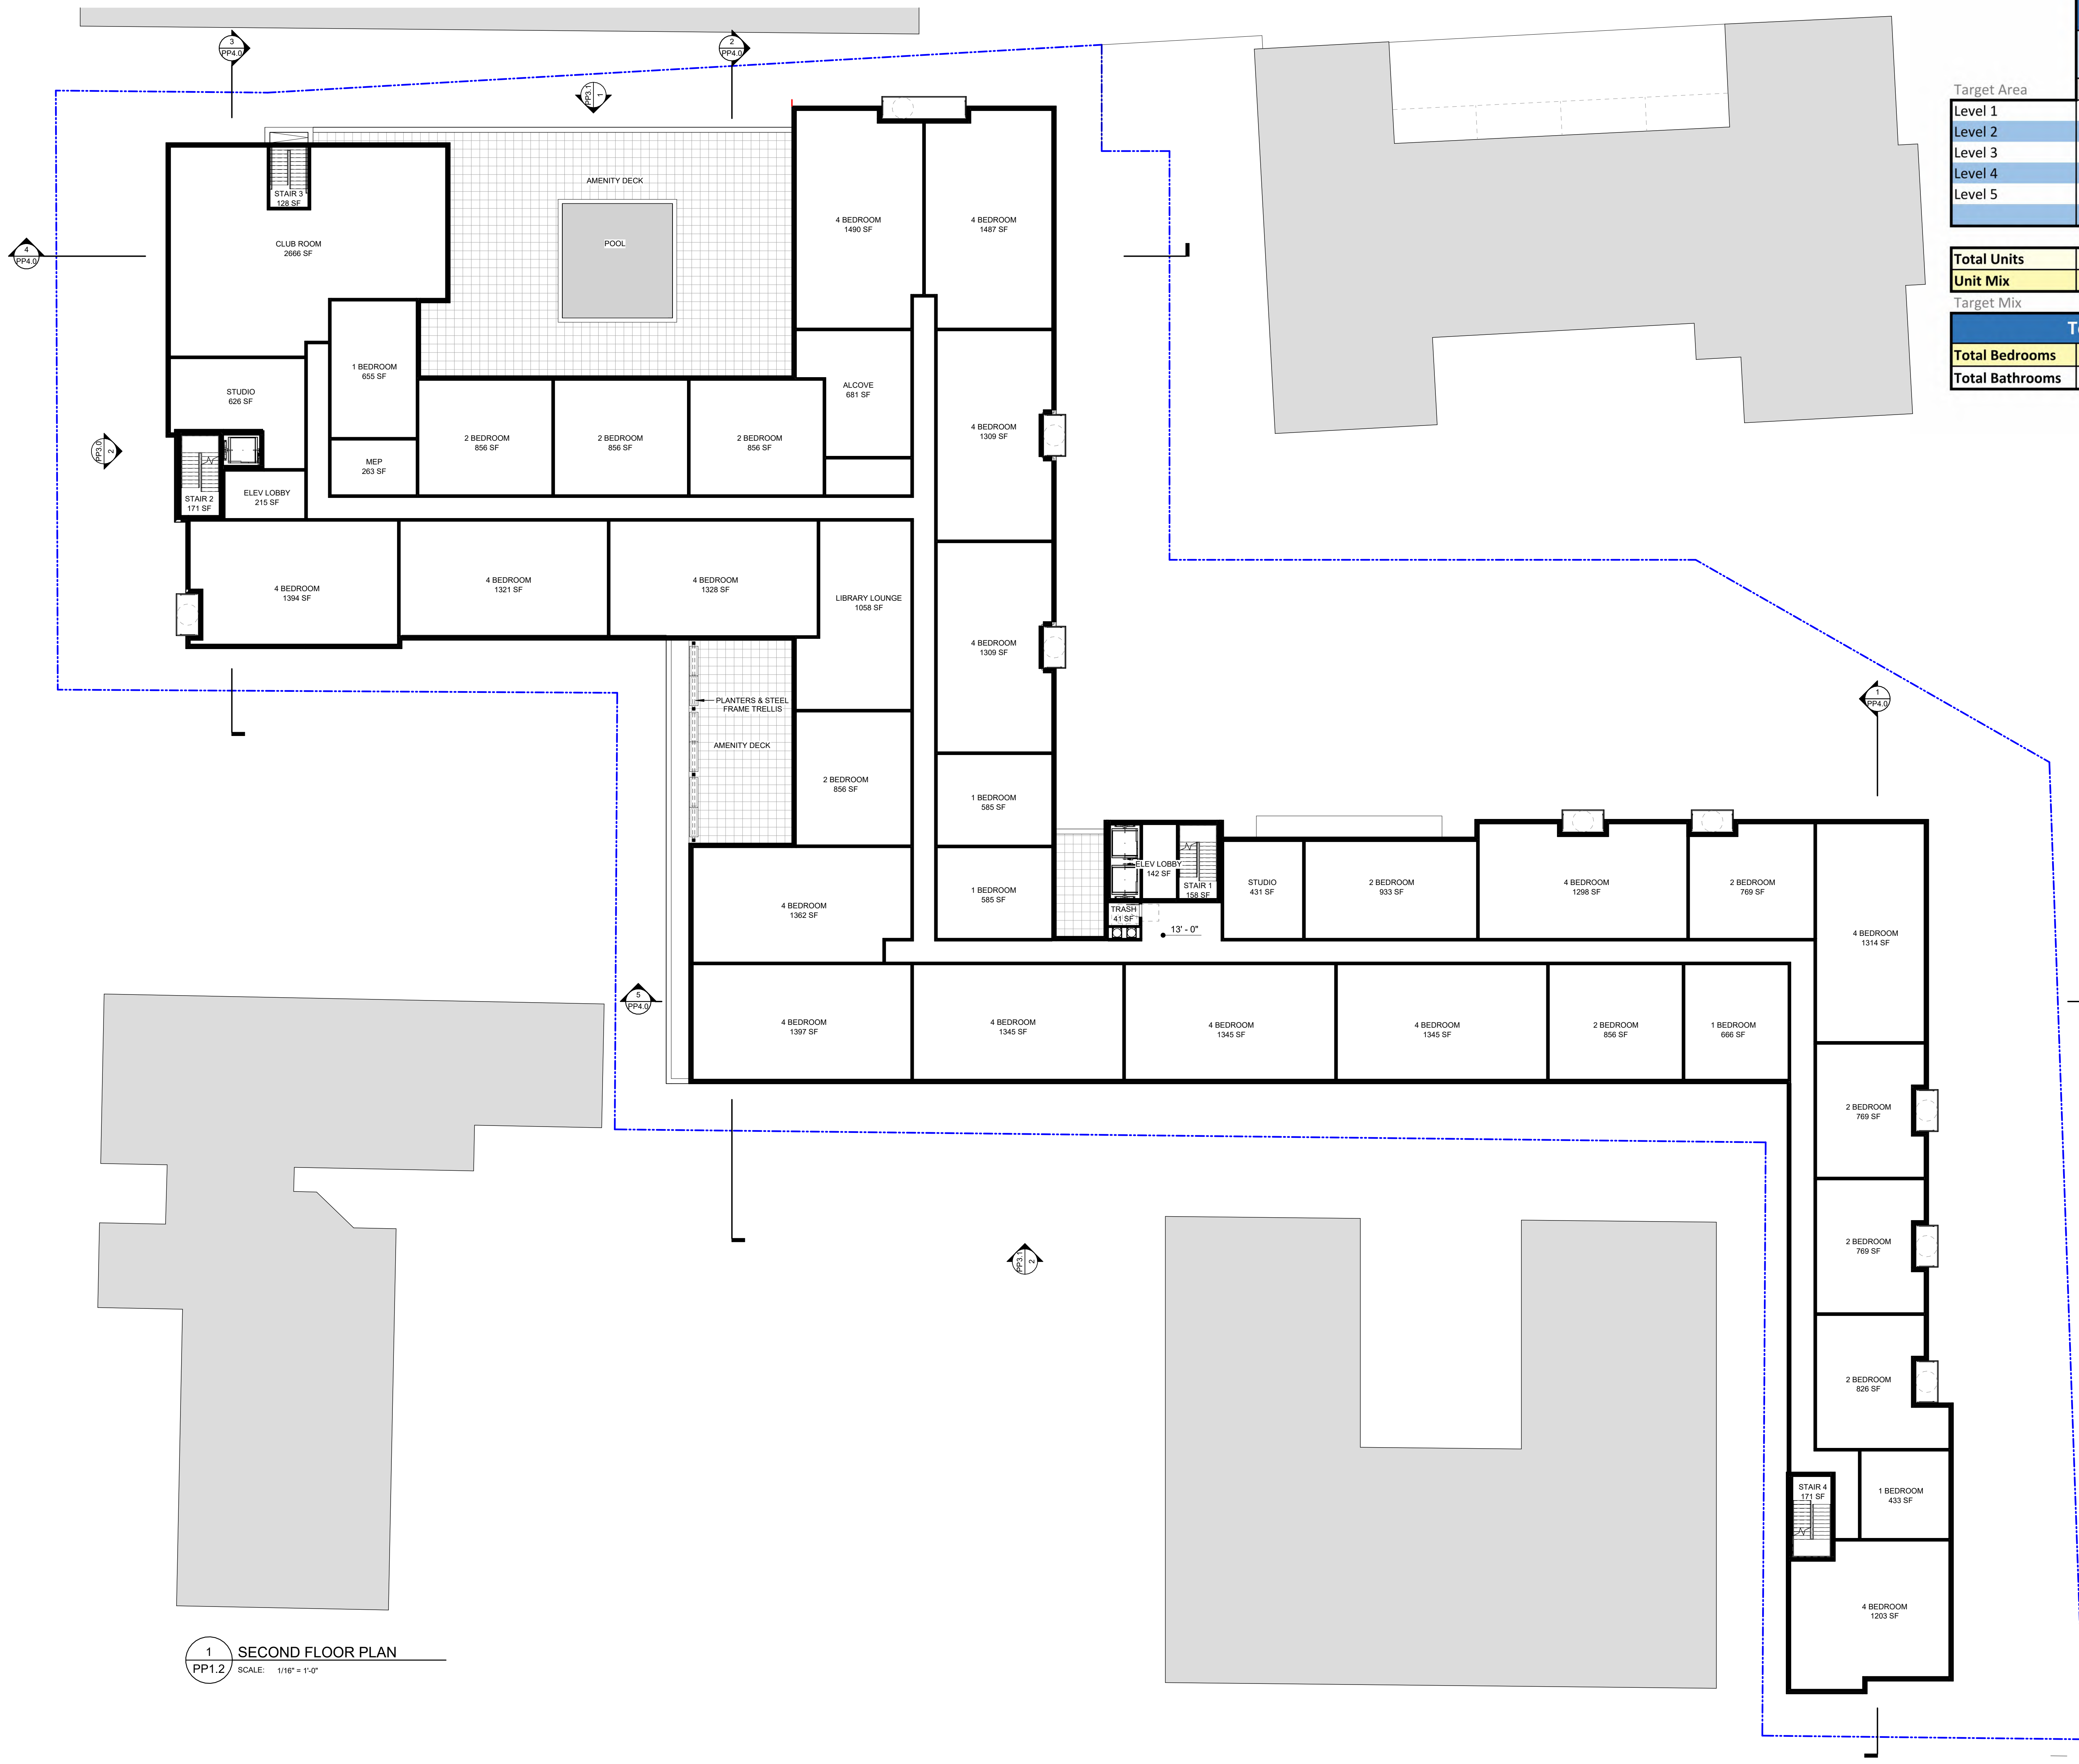 3
PP4.0
2
PP4.0
PP3.1
1
Target Area
Level 1
Level 2
Level 3
Level 4
Level 5
Total Units
Unit Mix
Target Mix
Total Bedrooms
Total Bathrooms
AMENITY DECK
STAIR 3
128 SF
4 BEDROOM
1490 SF
4 BEDROOM
1487 SF
CLUB ROOM
2666 SF
POOL
4
PP4.0
1 BEDROOM
655 SF
ALCOVE
681 SF
STUDIO
626 SF
4 BEDROOM
1309 SF
2 BEDROOM
856 SF
2 BEDROOM
856 SF
2 BEDROOM
856 SF
PP3.0
2
MEP
263 SF
STAIR 2
171 SF
ELEV LOBBY
215 SF
4 BEDROOM
1394 SF
4 BEDROOM
1321 SF
4 BEDROOM
1328 SF
LIBRARY LOUNGE
1058 SF
4 BEDROOM
1309 SF
PLANTERS & STEEL
FRAME TRELLIS
AMENITY DECK
1
PP4.0
2 BEDROOM
856 SF
1 BEDROOM
585 SF
ELEV LOBBY
142 SF
STAIR 1
158 SF
TRASH
41 SF
13' - 0"
1 BEDROOM
585 SF
STUDIO
431 SF
2 BEDROOM
933 SF
4 BEDROOM
1298 SF
2 BEDROOM
769 SF
4 BEDROOM
1362 SF
4 BEDROOM
1314 SF
5
PP4.0
4 BEDROOM
1397 SF
4 BEDROOM
1345 SF
4 BEDROOM
1345 SF
4 BEDROOM
1345 SF
2 BEDROOM
856 SF
1 BEDROOM
666 SF
2 BEDROOM
769 SF
2 BEDROOM
769 SF
PP3.1
2
2 BEDROOM
826 SF
STAIR 4
171 SF
1 BEDROOM
433 SF
4 BEDROOM
1203 SF
1
PP1.2
SECOND FLOOR PLAN
SCALE: 1/16" = 1'-0"